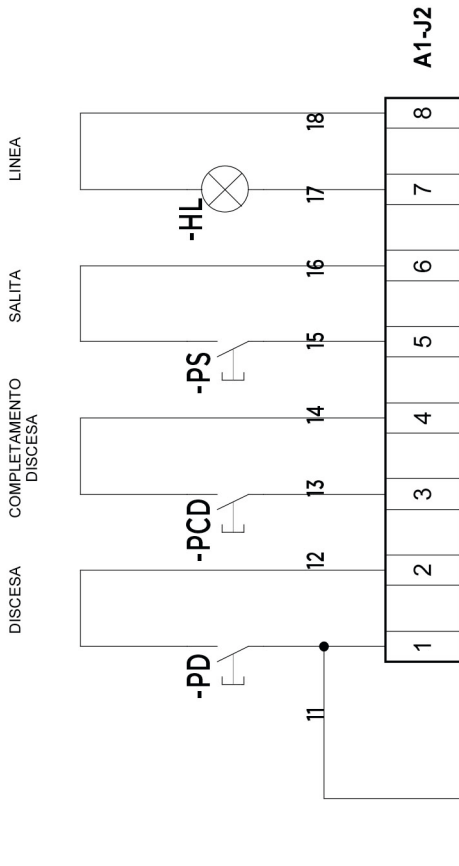 DISCESA
COMPLETAMENTO
DISCESA
SALITA
LINEA
-PD
-PCD
-PS
-HL
11
12
13
14
15
16
17
18
1
2
3
4
5
6
7
8
A1-J2